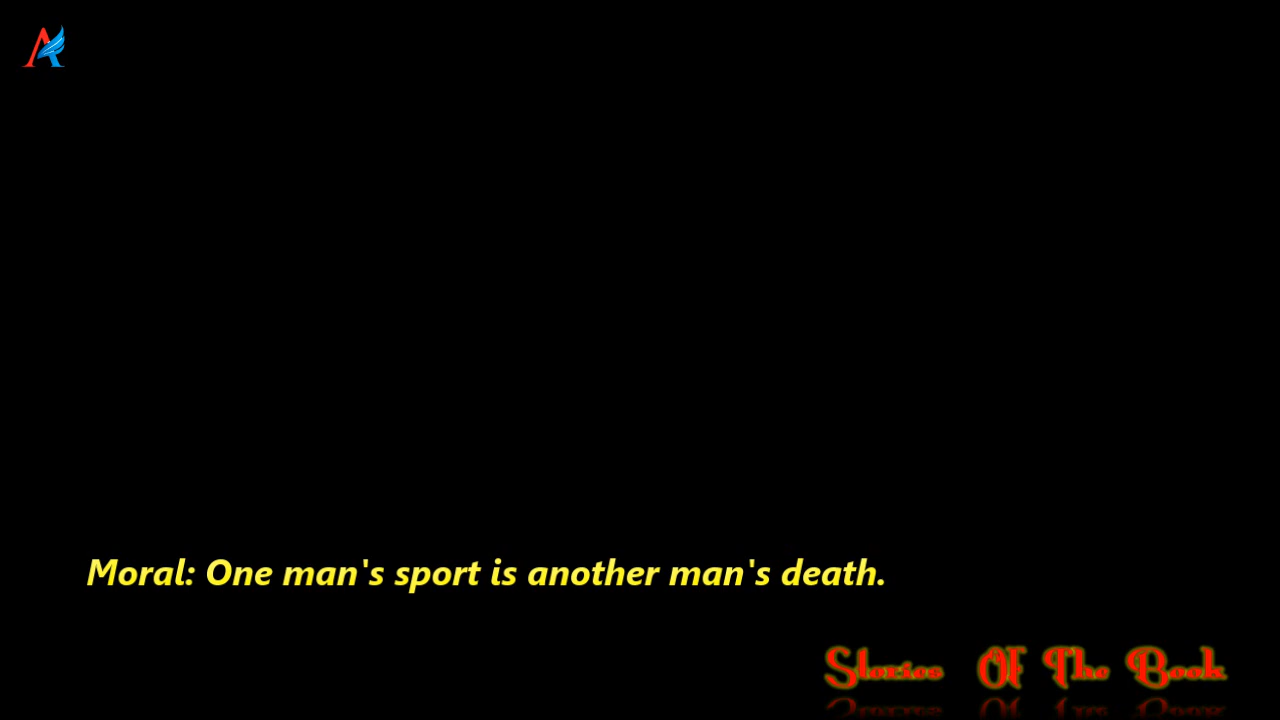 Moral: One man's sport is another man's death.
Stories Of The Book